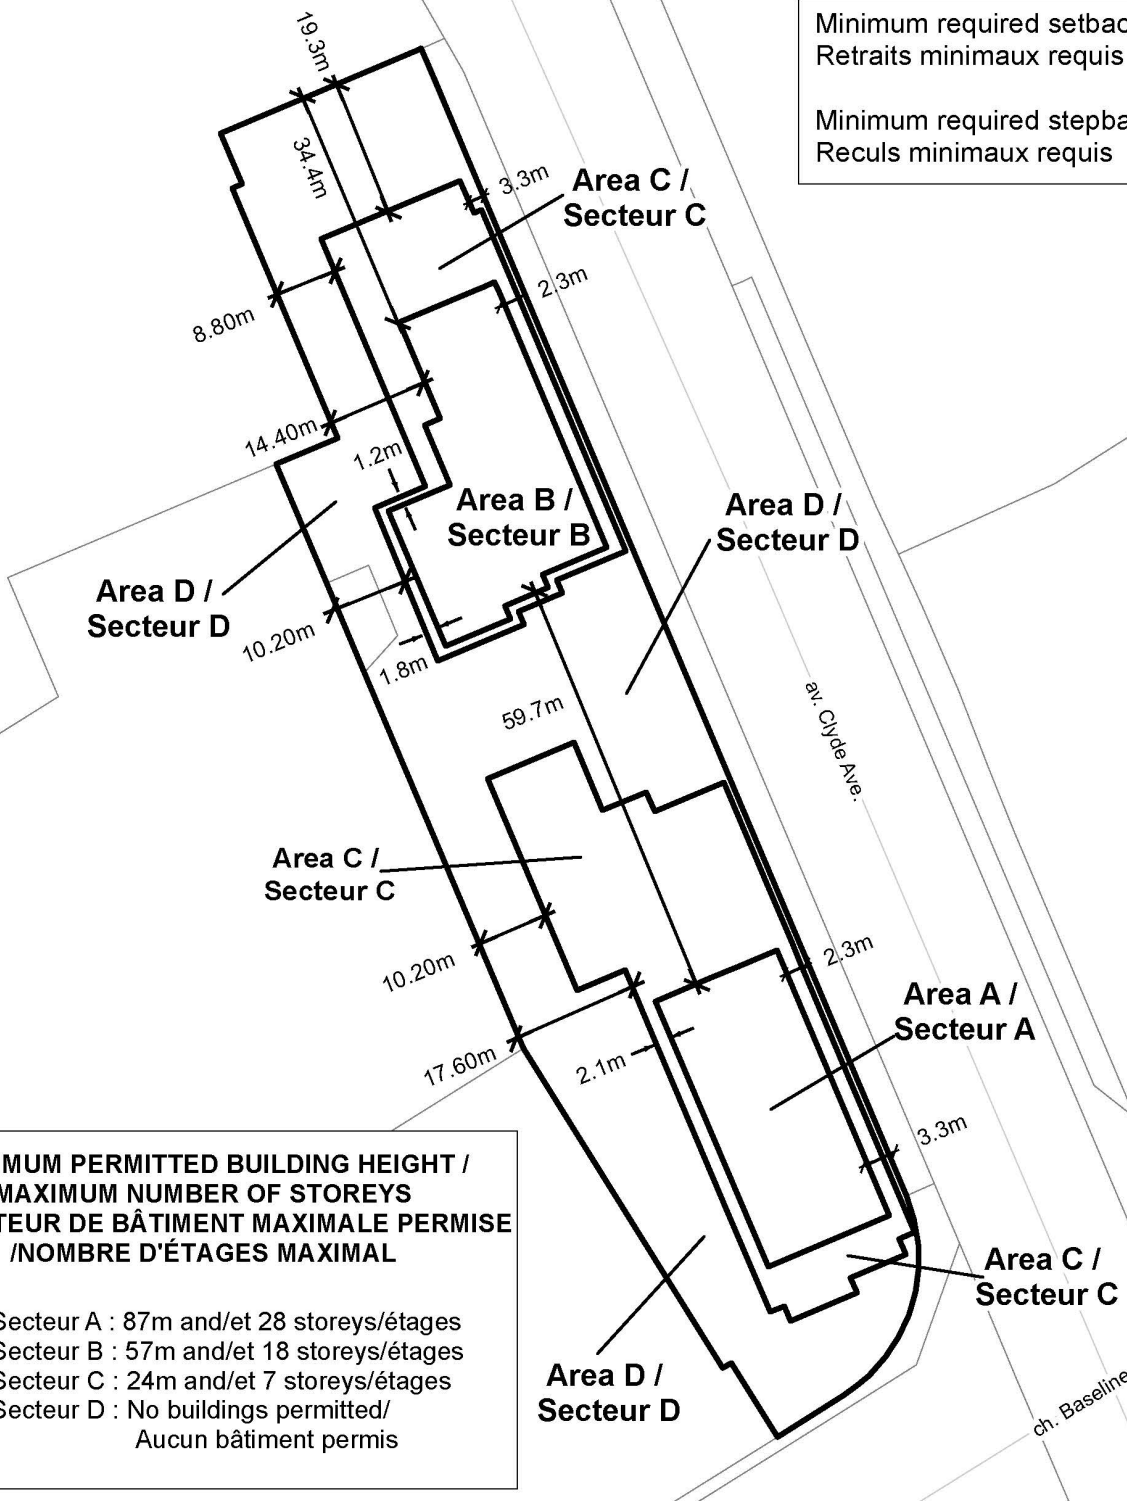 Minimum required setbac
Retraits minimaux requis
Minimum required stepba
Reculs minimaux requis
19.3m
34.4m
3.3m
Area C /
Secteur C
2.3m
8.80m
14.40m
1.2m
Area B /
Secteur B
Area D /
Secteur D
Area D /
Secteur D
10.20m
1.8m
59.7m
av. Clyde Ave.
Area C /
Secteur C
10.20m
2.3m
Area A /
Secteur A
17.60m
2.1m
3.3m
MUM PERMITTED BUILDING HEIGHT /
MAXIMUM NUMBER OF STOREYS
TEUR DE BÂTIMENT MAXIMALE PERMISE
/NOMBRE D'ÉTAGES MAXIMAL
Secteur A : 87m and/et 28 storeys/étages
Secteur B : 57m and/et 18 storeys/étages
Secteur C : 24m and/et 7 storeys/étages
Secteur D : No buildings permitted/
Aucun bâtiment permis
Area C /
Secteur C
Area D /
Secteur D
ch. Baseline